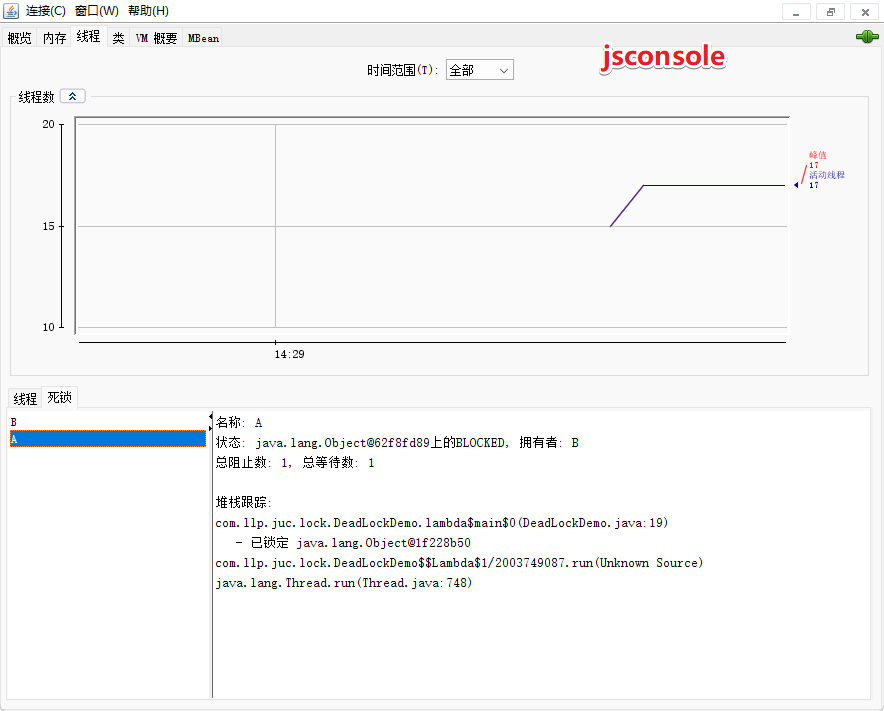 连接(C) 窗口(W) 帮助(H)
概览 内存 线程 类 VM 概要 MBean
jsconsole
时间范围(T): 全部
线程数
20
15
10
14:29
峰值
17
活动线程
17
线程 死锁
B
A
名称: A
状态: java.lang.Object@62f8fd89上的BLOCKED, 拥有者: B
总阻止数: 1, 总等待数: 1
堆栈跟踪:
com.llp.juc.lock.DeadLockDemo.lambda$main$0(DeadLockDemo.java:19)
- 已锁定 java.lang.Object@1f228b50
com.llp.juc.lock.DeadLockDemo$$Lambda$1/2003749087.run(Unknown Source)
java.lang.Thread.run(Thread.java:748)